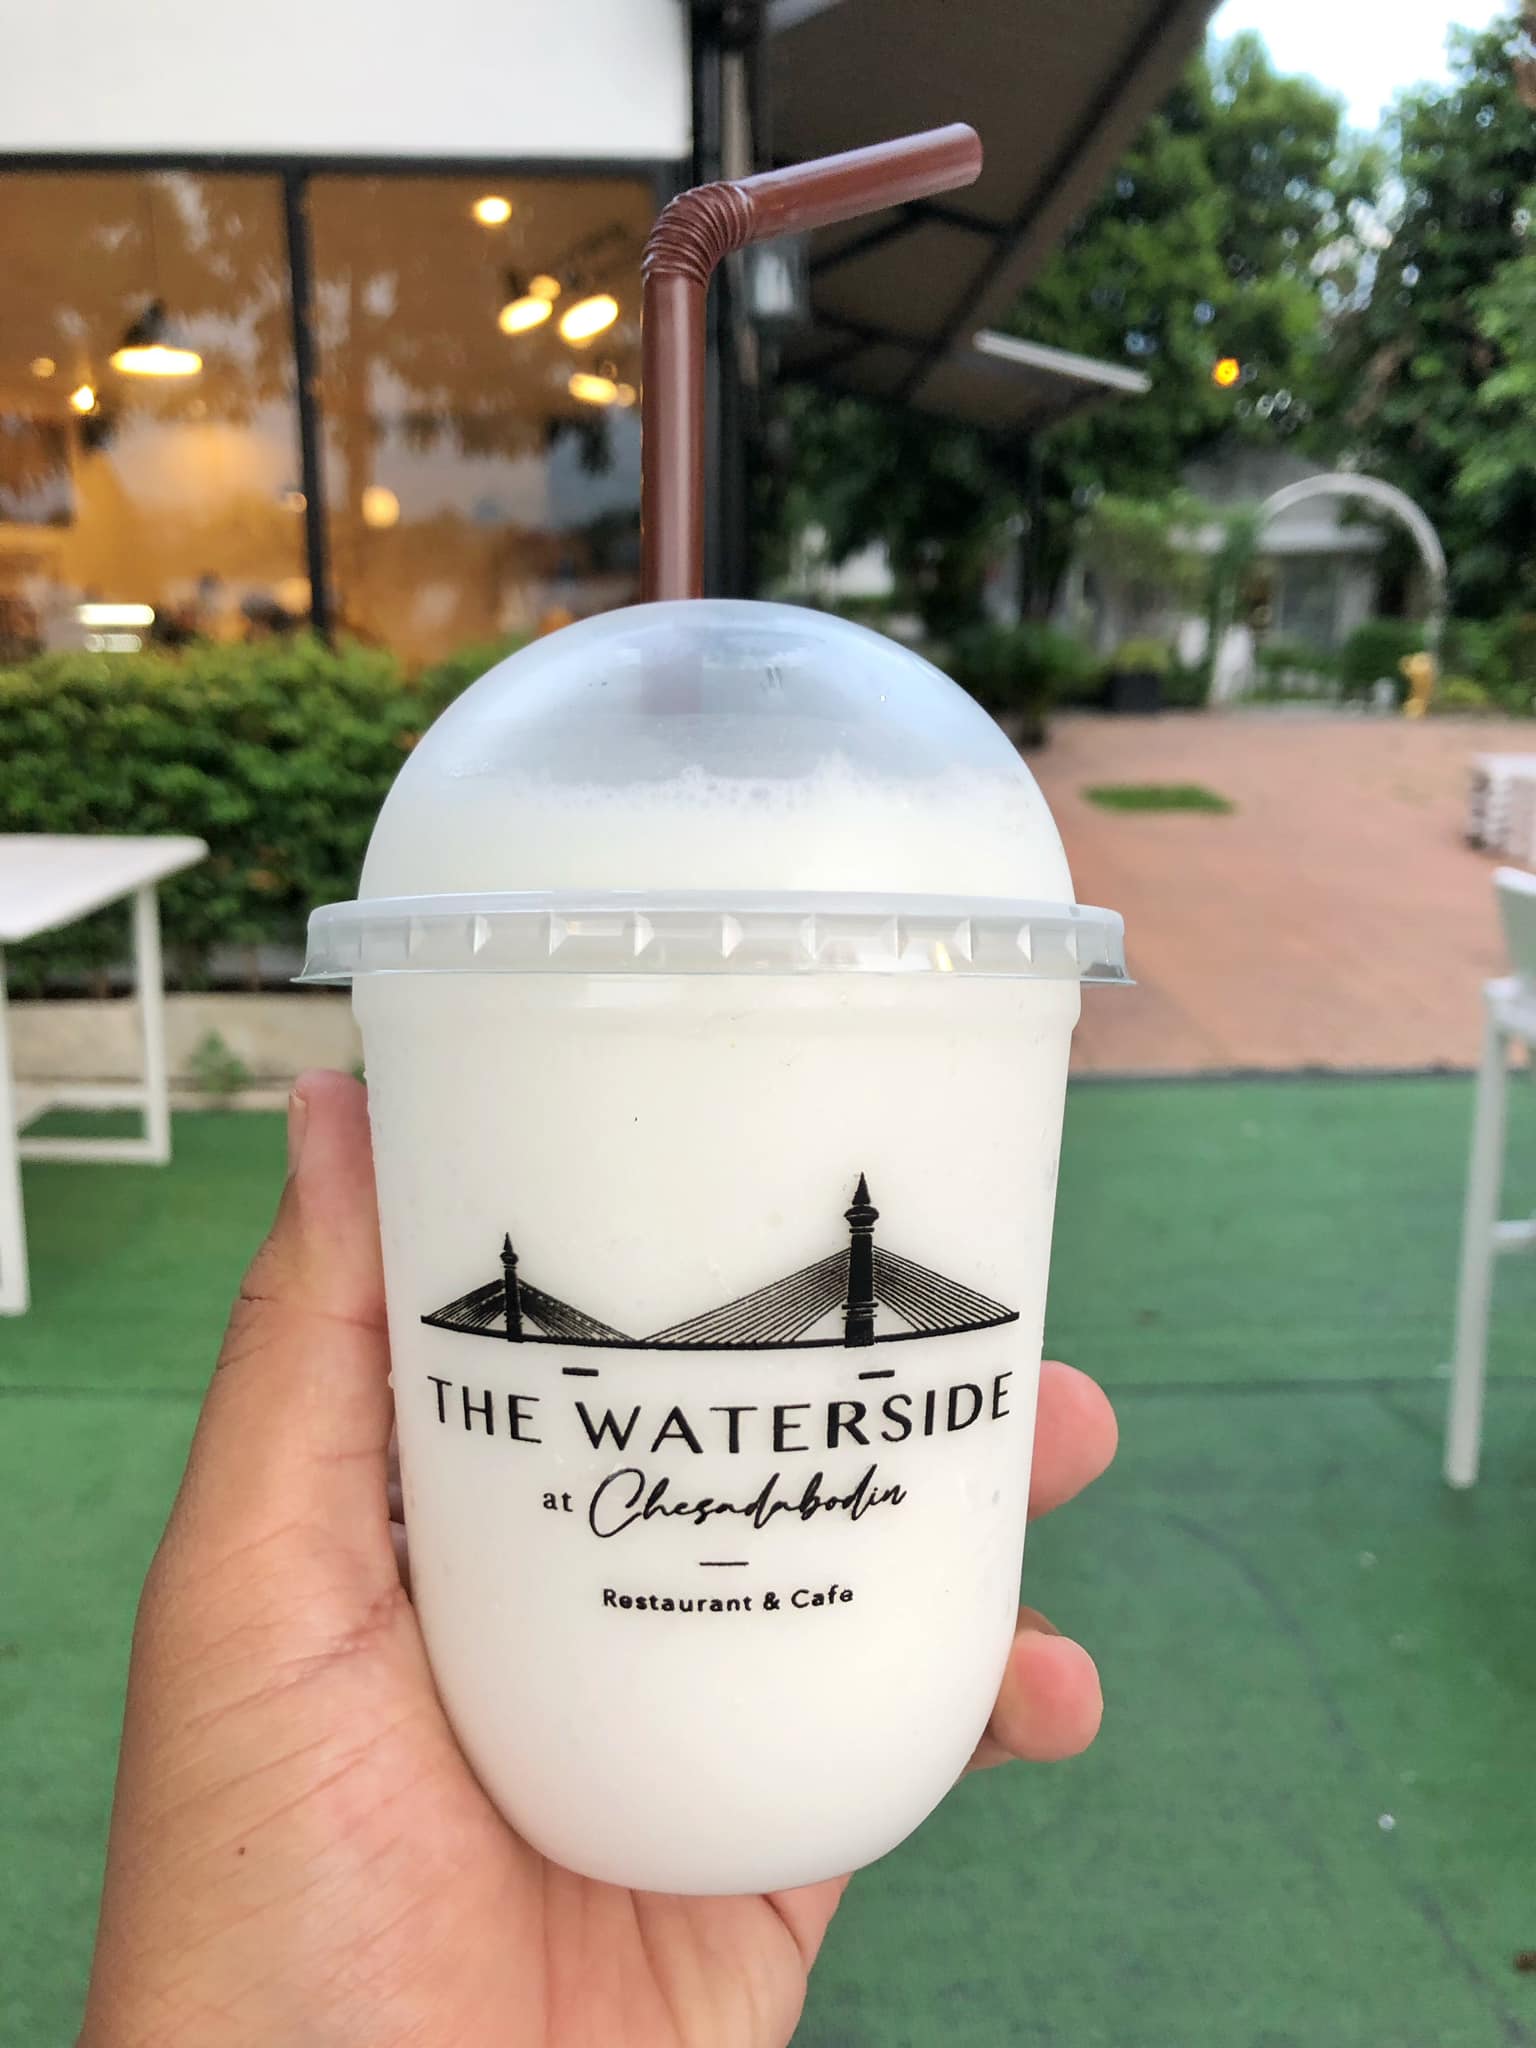 THE WATERSIDE
at Chesadabodin
Restaurant & Cafe